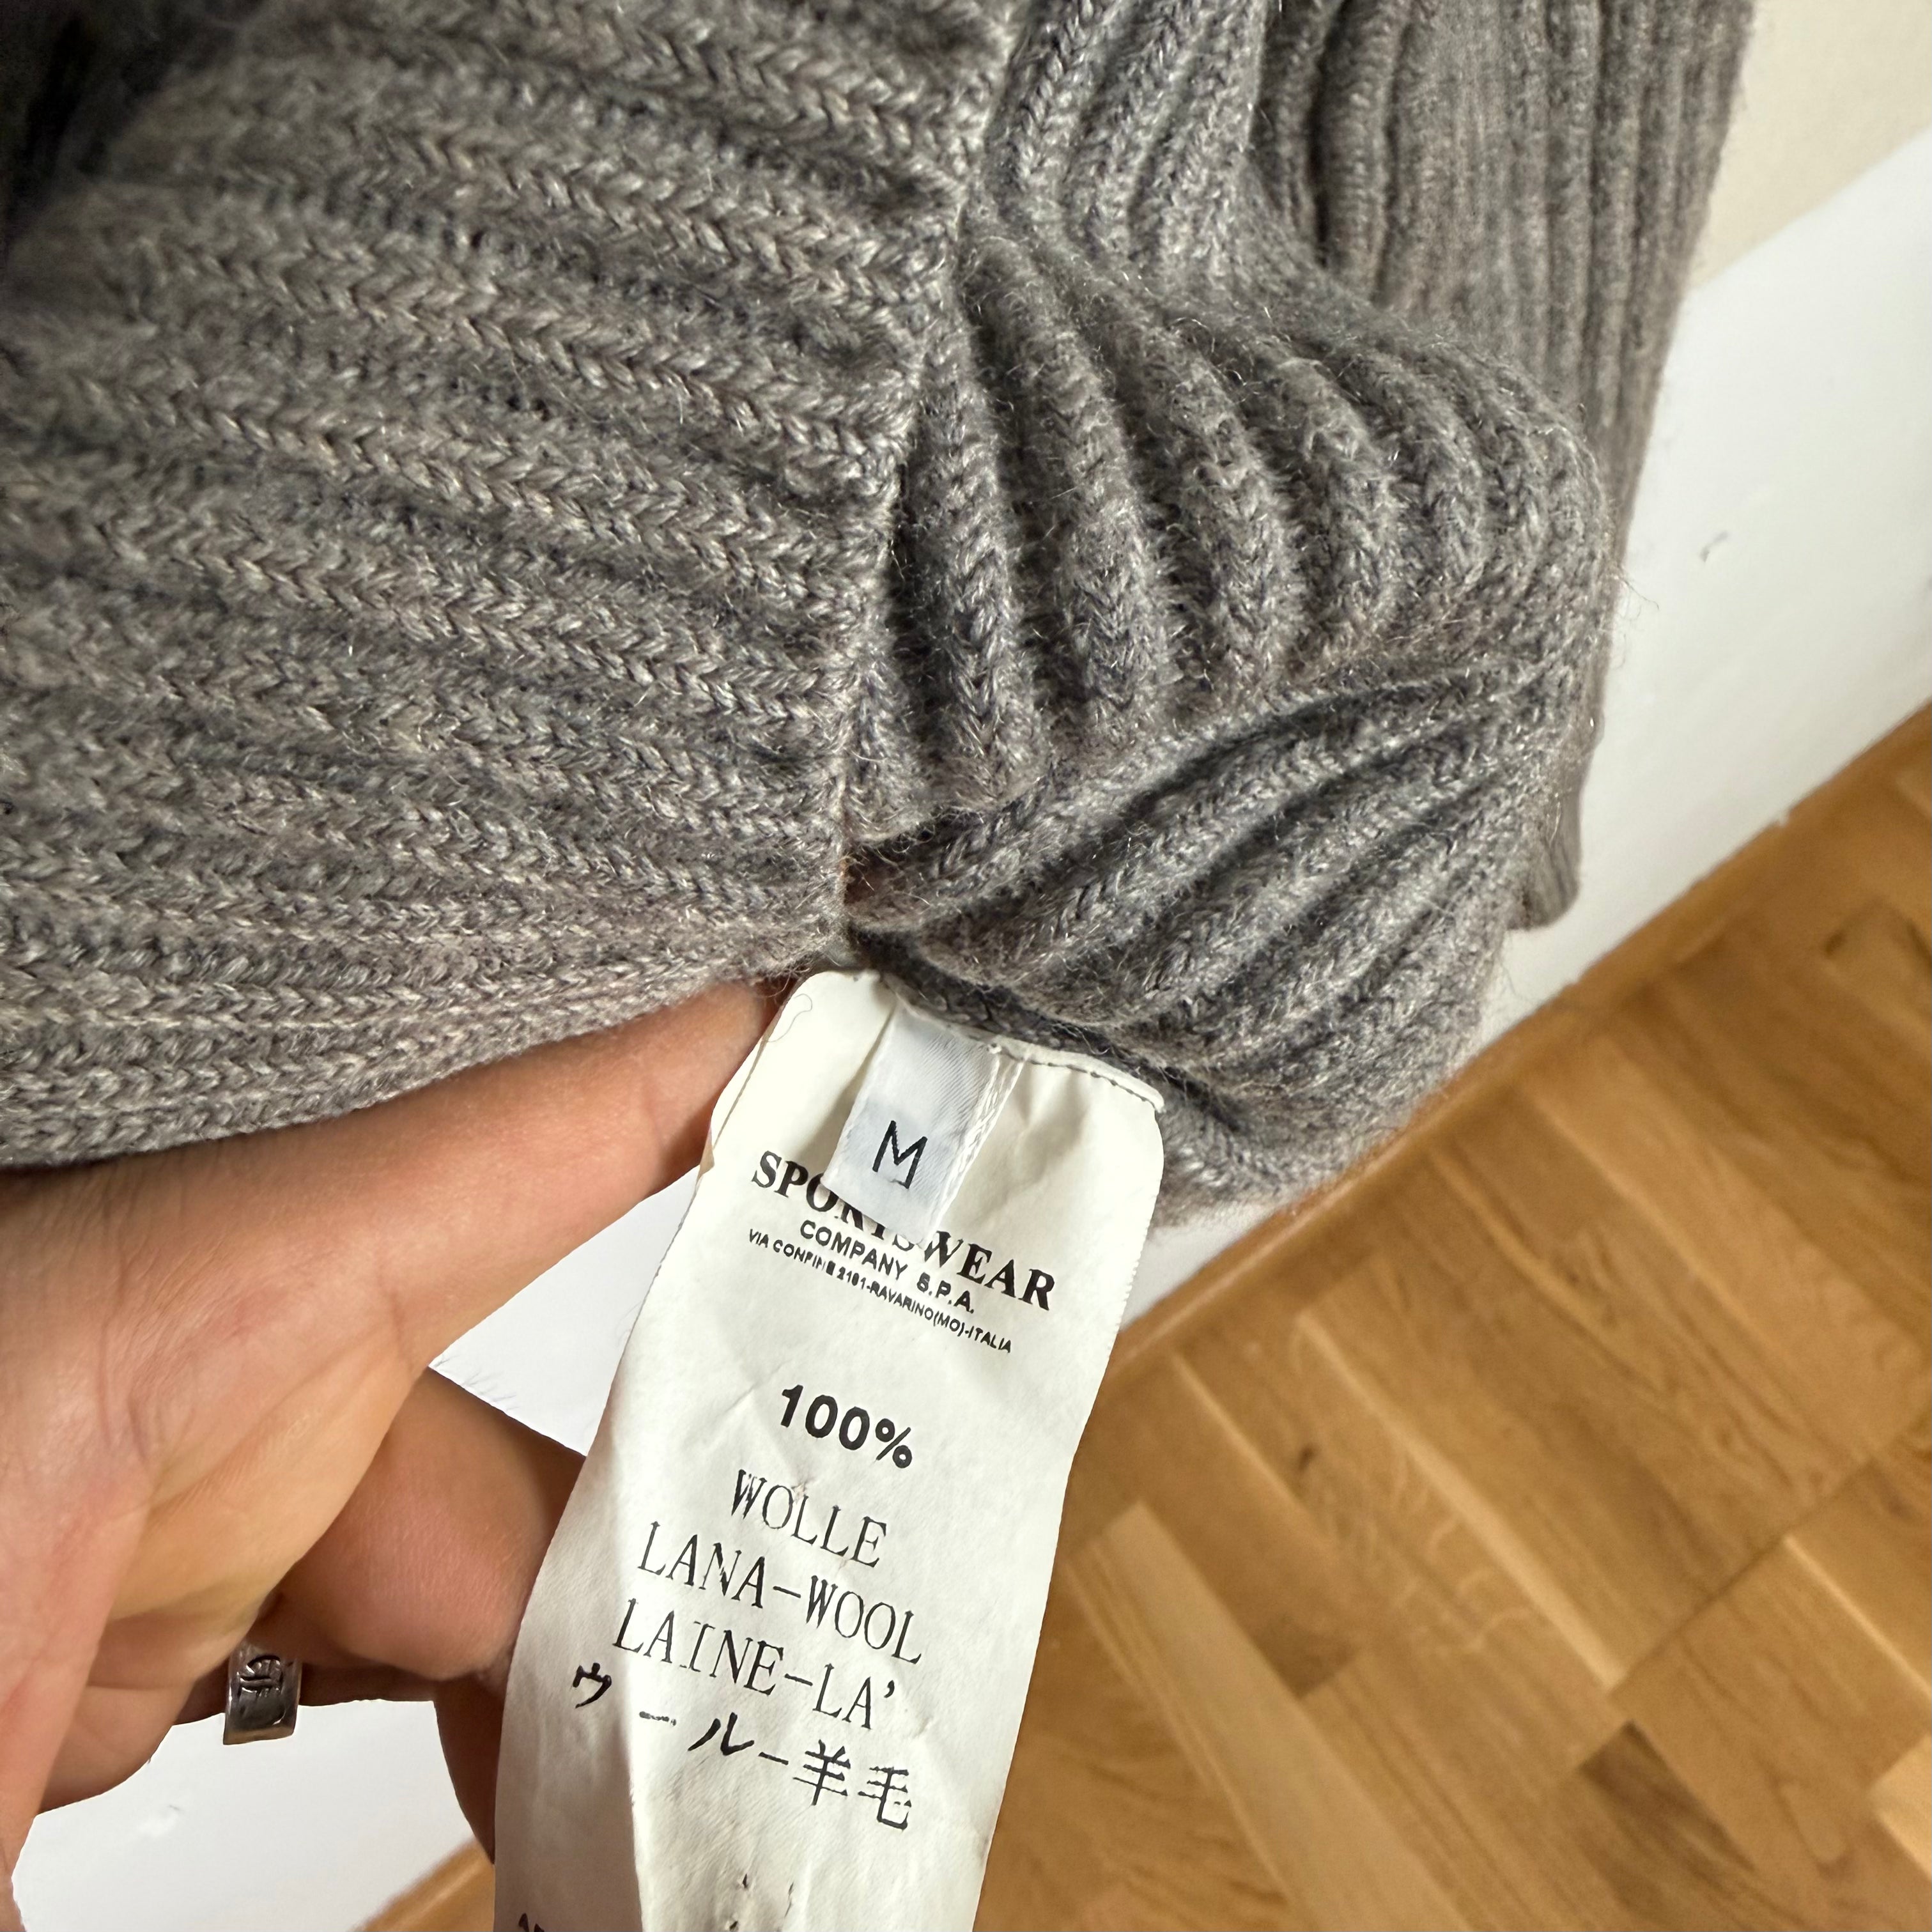 M
SPORTSWEAR
COMPANY S.P.A.
VIA CONFINE 2161-RAVARINO(MO)-ITALIA
100%
WOLLE
LANA-WOOL
LAINE-LA'
ウール-羊毛